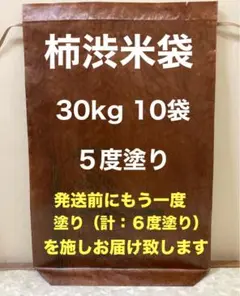 柿渋米袋
30kg 10袋
５度塗り
発送前にもう一度
塗り（計：６度塗り）
を施しお届け致します